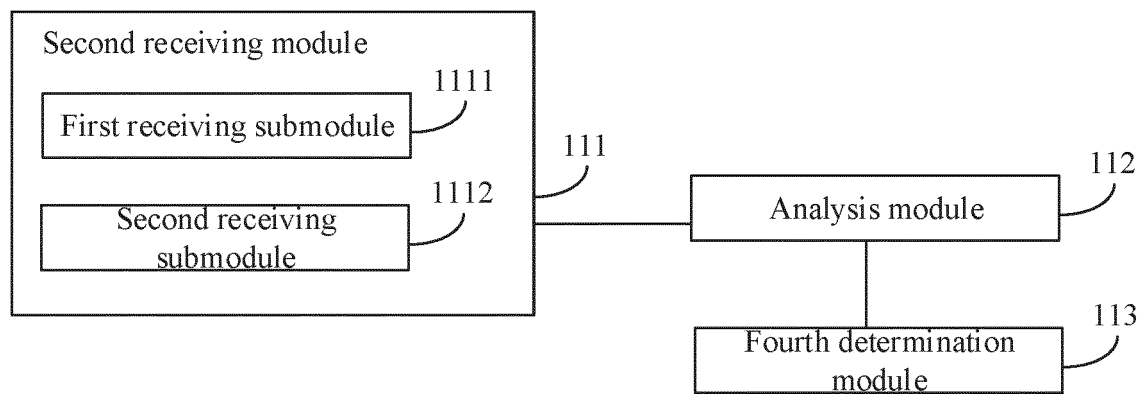 Second receiving module
1111
First receiving submodule
111
1112
Second receiving
submodule
112
Analysis module
113
Fourth determination
module